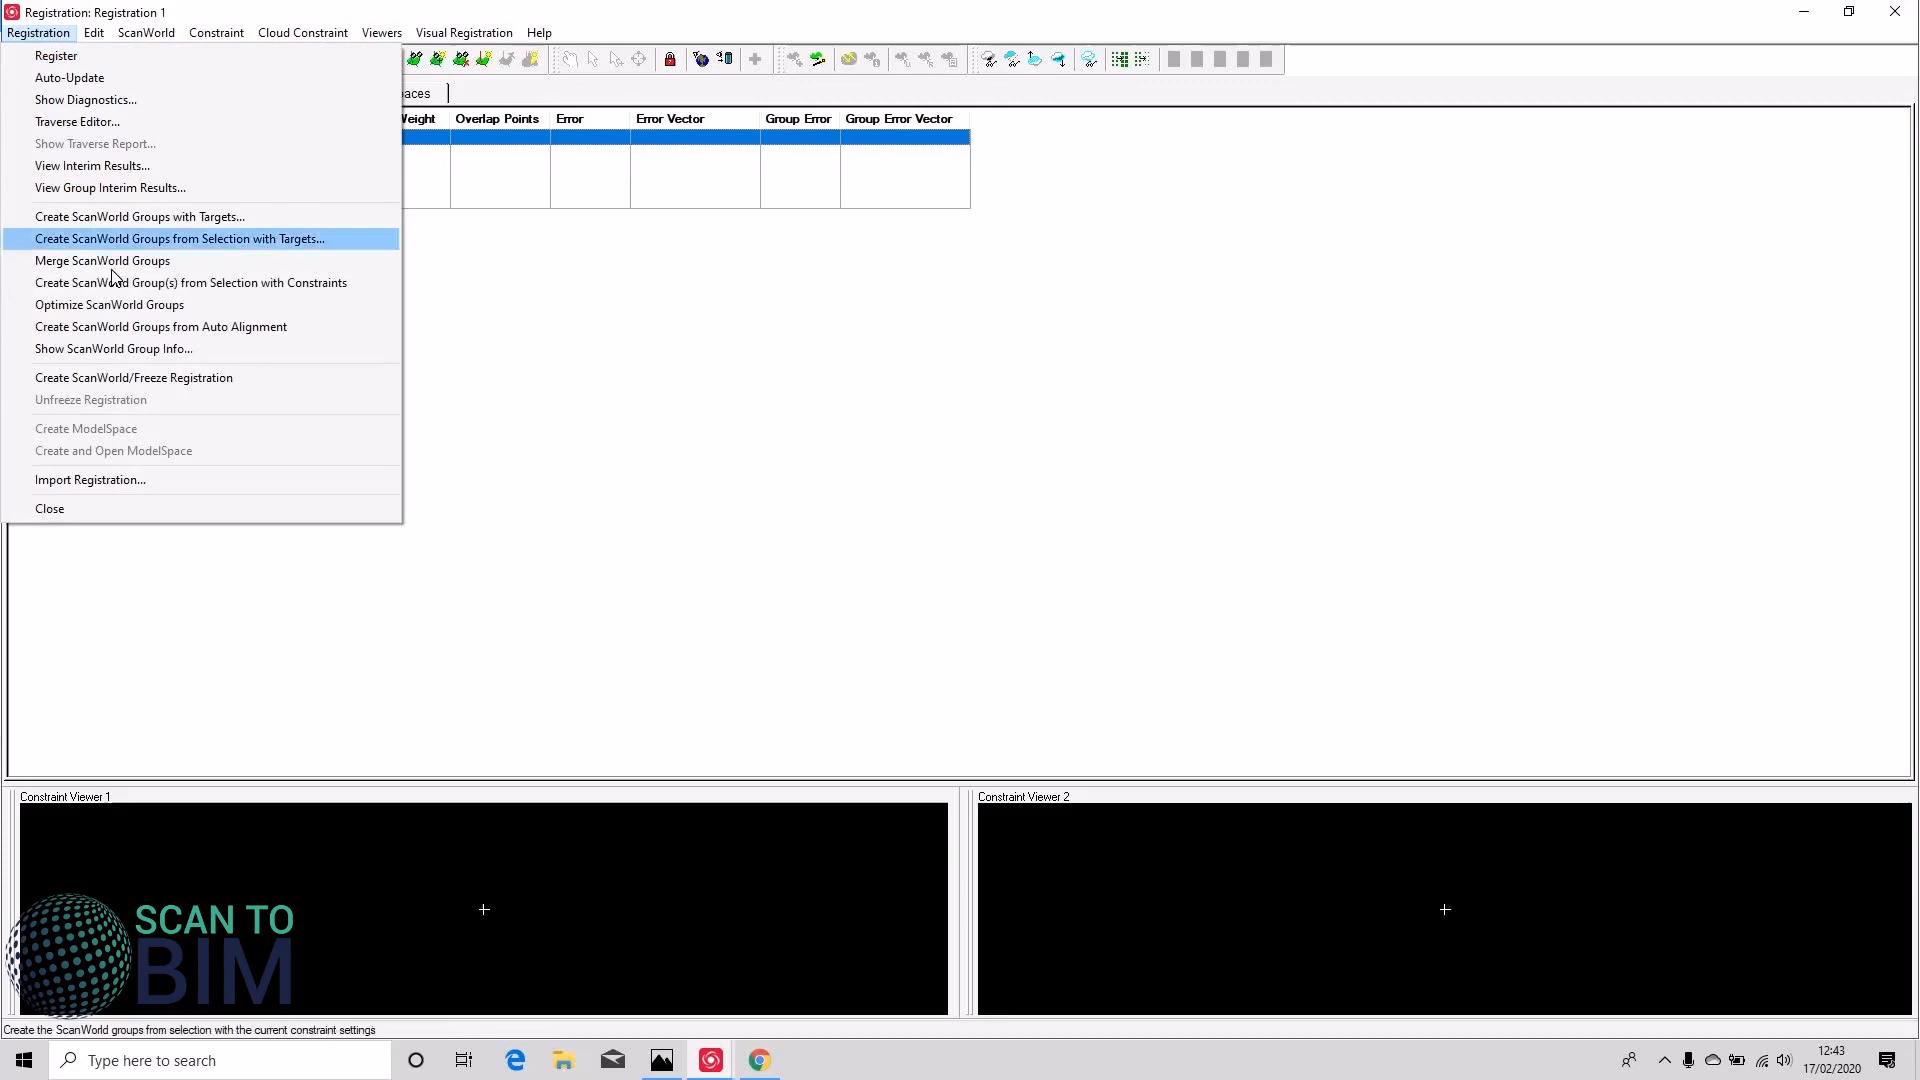 Registration: Registration 1
Registration Edit ScanWorld Constraint Cloud Constraint Viewers Visual Registration Help
Register
Auto-Update
Show Diagnostics...
Traverse Editor...
Show Traverse Report...
View Interim Results...
View Group Interim Results...
Create ScanWorld Groups with Targets...
Create ScanWorld Groups from Selection with Targets...
Merge ScanWorld Groups
Create ScanWorld Group(s) from Selection with Constraints
Optimize ScanWorld Groups
Create ScanWorld Groups from Auto Alignment
Show ScanWorld Group Info...
Create ScanWorld/Freeze Registration
Unfreeze Registration
Create ModelSpace
Create and Open ModelSpace
Import Registration...
Close
aces
Weight Overlap Points Error Error Vector Group Error Group Error Vector
Constraint Viewer 1
Constraint Viewer 2
SCAN TO
BIM
Create the ScanWorld groups from selection with the current constraint settings
Type here to search
12:43
17/02/2020